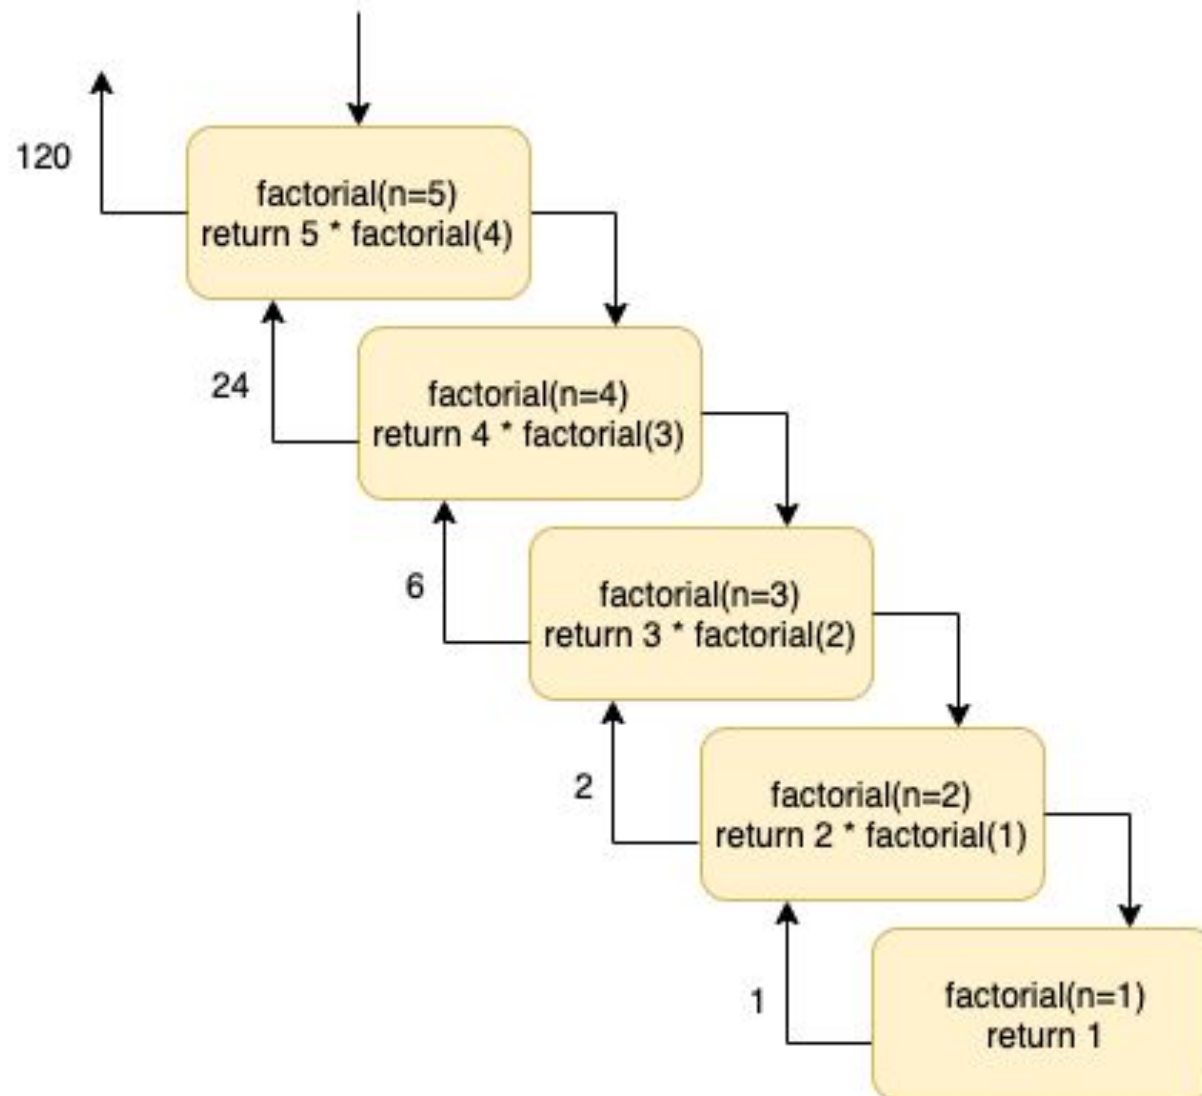 120
factorial(n=5)
return 5 * factorial(4)
24
factorial(n=4)
return 4 * factorial(3)
6
factorial(n=3)
return 3 * factorial(2)
2
factorial(n=2)
return 2 * factorial(1)
1
factorial(n=1)
return 1